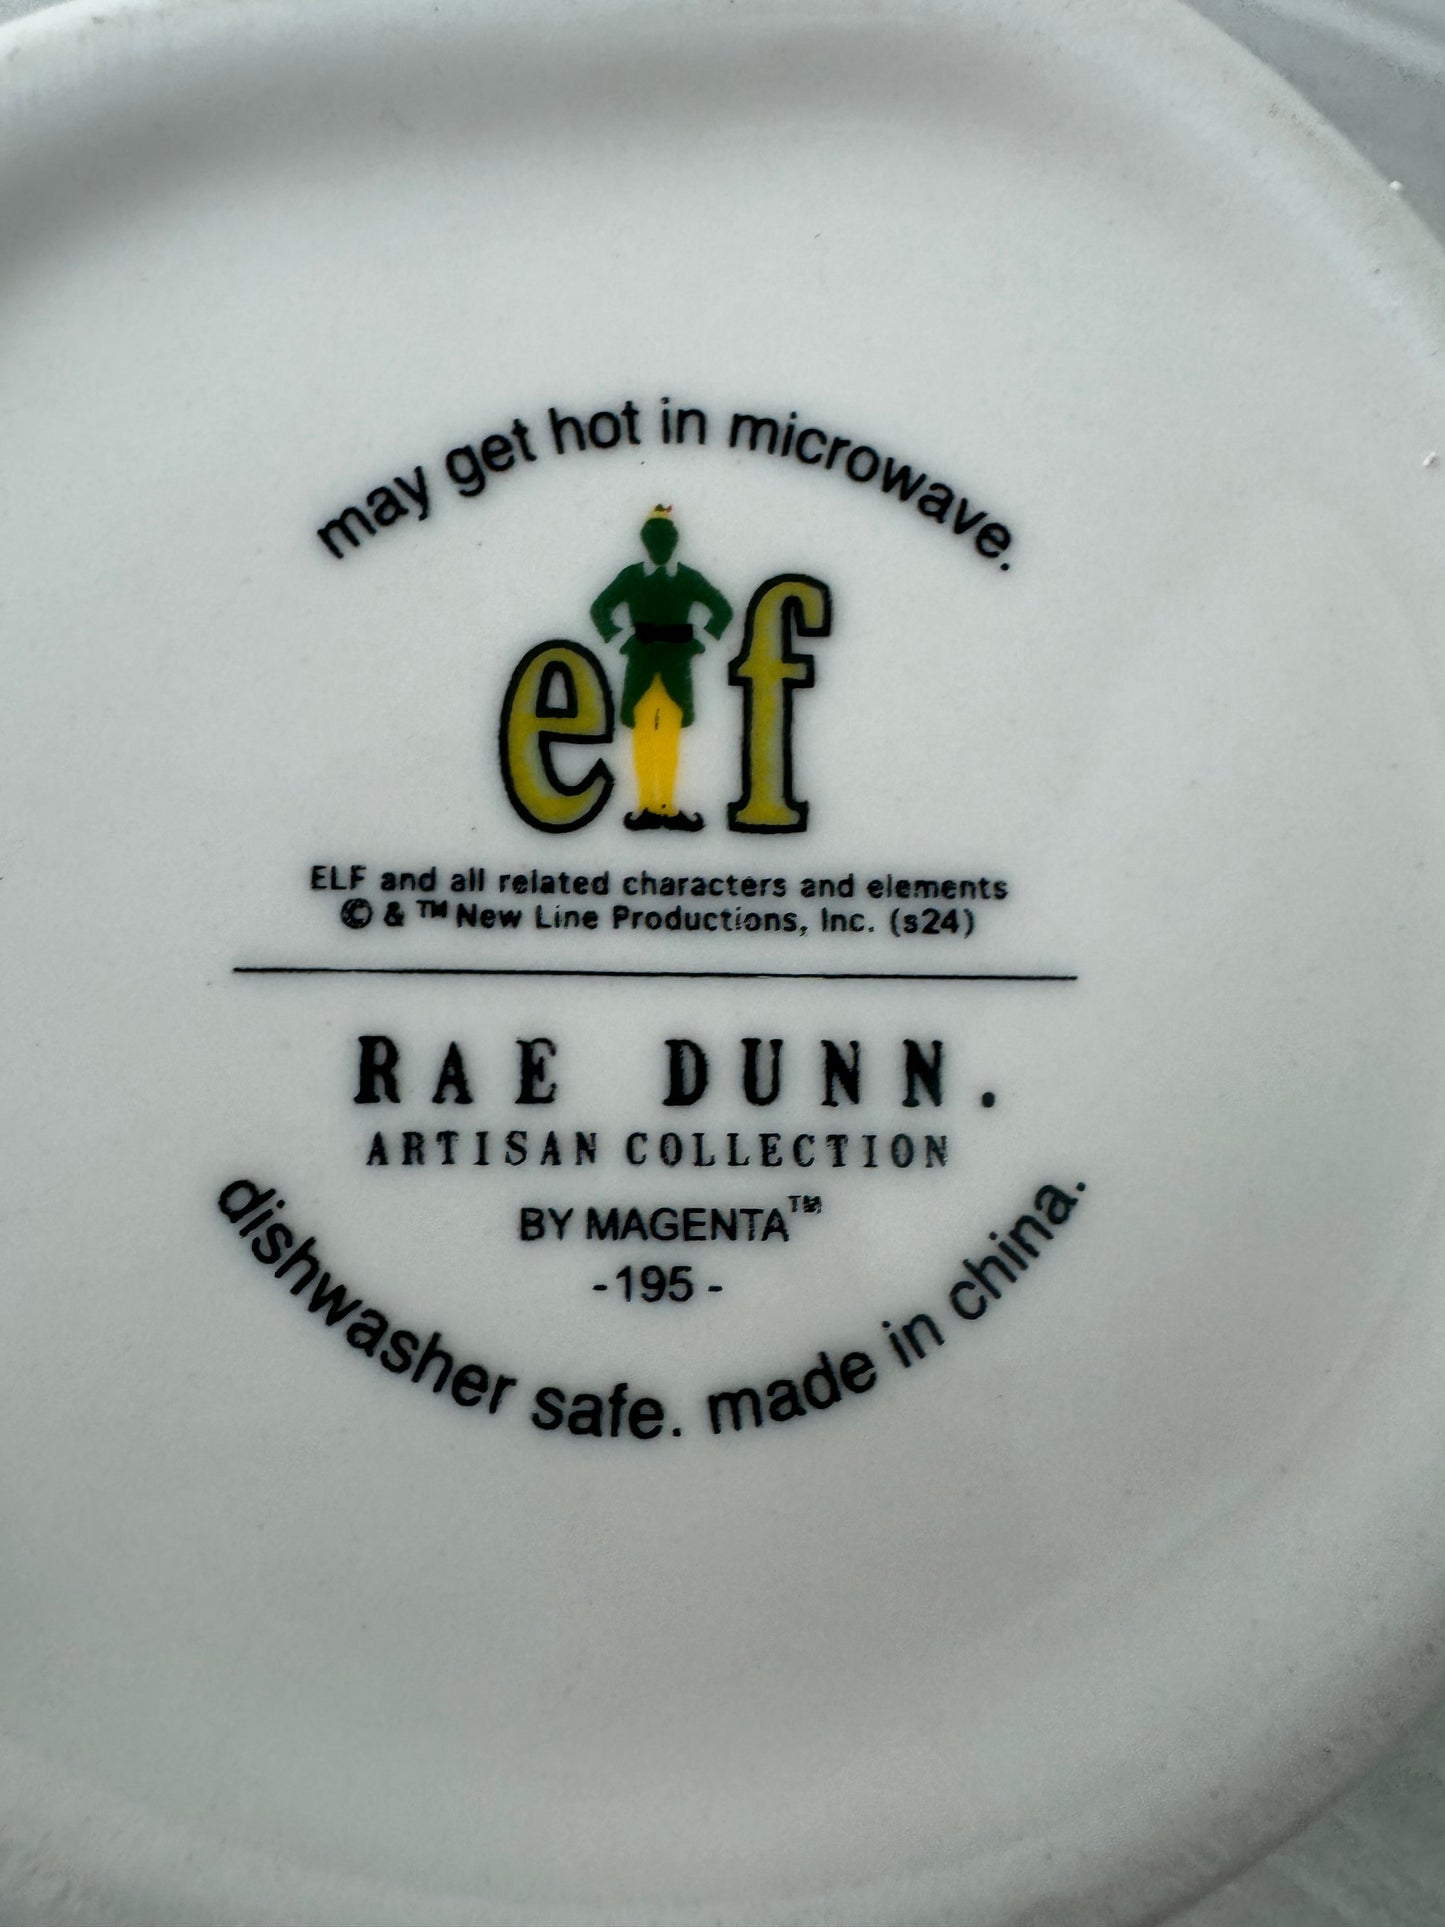 may get hot in microwave.
elf
ELF and all related characters and elements
© & ™ New Line Productions, Inc. (s24)
RAE DUNN.
ARTISAN COLLECTION
BY MAGENTA™
-195 -
dishwasher safe. made in china.